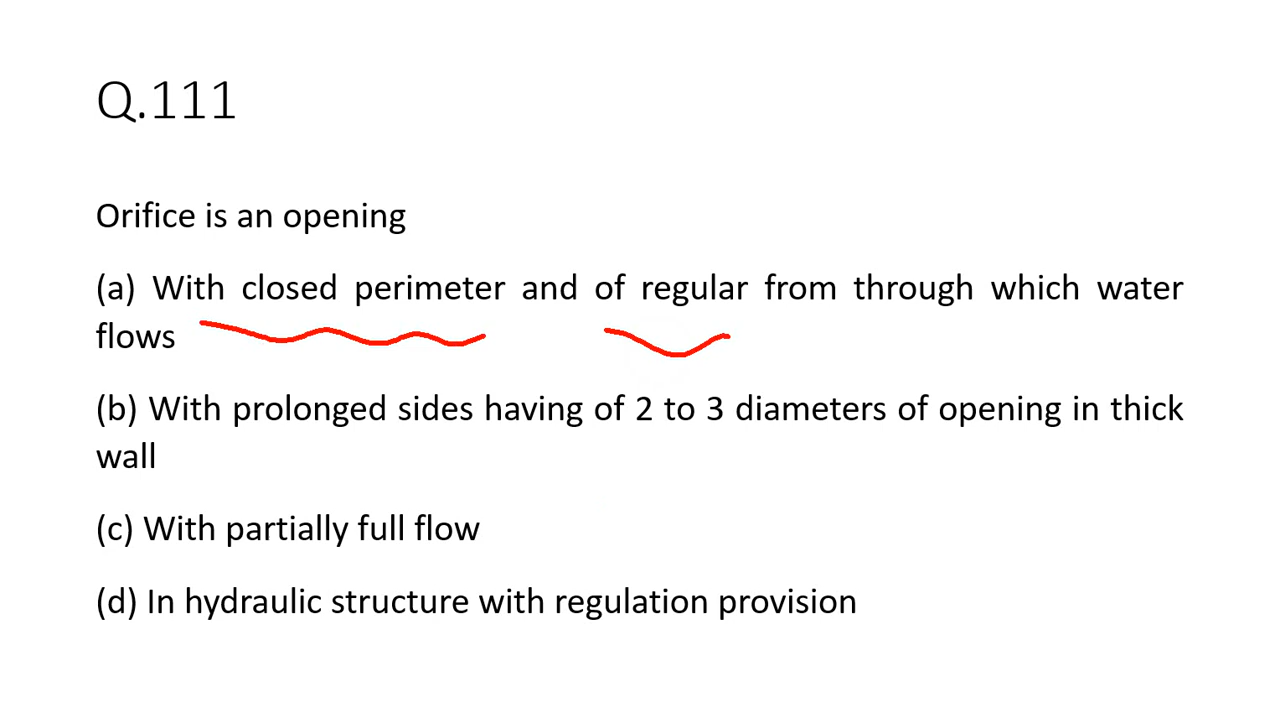 Q.111
Orifice is an opening
(a) With closed perimeter and of regular from through which water
flows
(b) With prolonged sides having of 2 to 3 diameters of opening in thick
wall
(c) With partially full flow
(d) In hydraulic structure with regulation provision